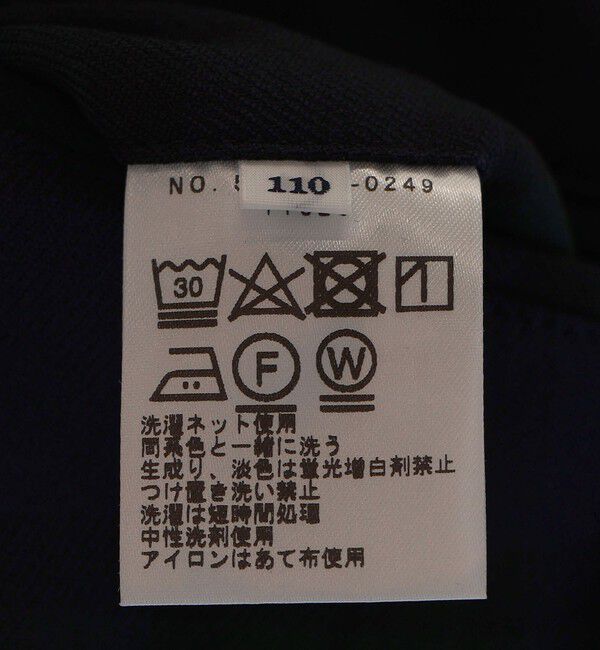 NO. 5
110
-0249
30
F
W
洗濯ネット使用
同系色と一緒に洗う
生成り、淡色は蛍光増白剤禁止
つけ置き洗い禁止
洗濯は短時間処理
中性洗剤使用
アイロンはあて布使用